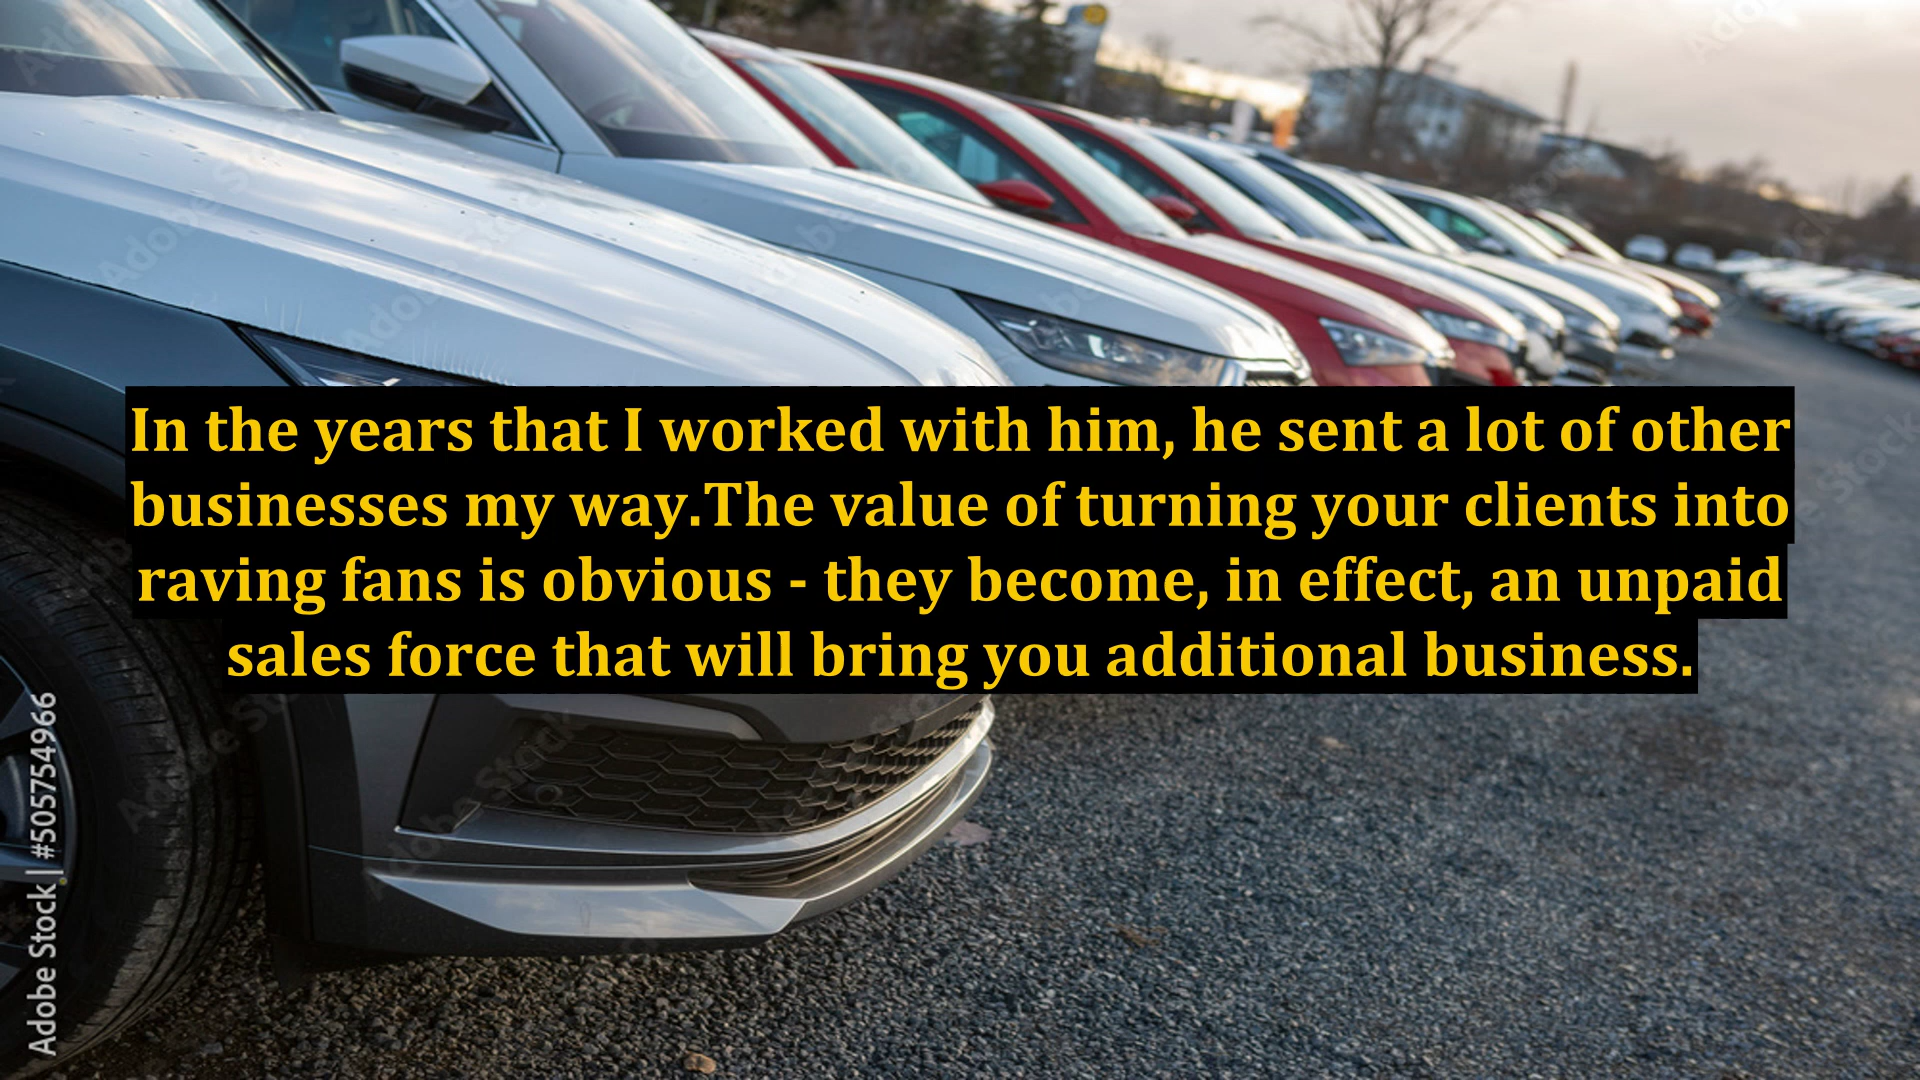 In the years that I worked with him, he sent a lot of other
businesses my way.The value of turning your clients into
raving fans is obvious - they become, in effect, an unpaid
sales force that will bring you additional business.
Adobe Stock | #505754966